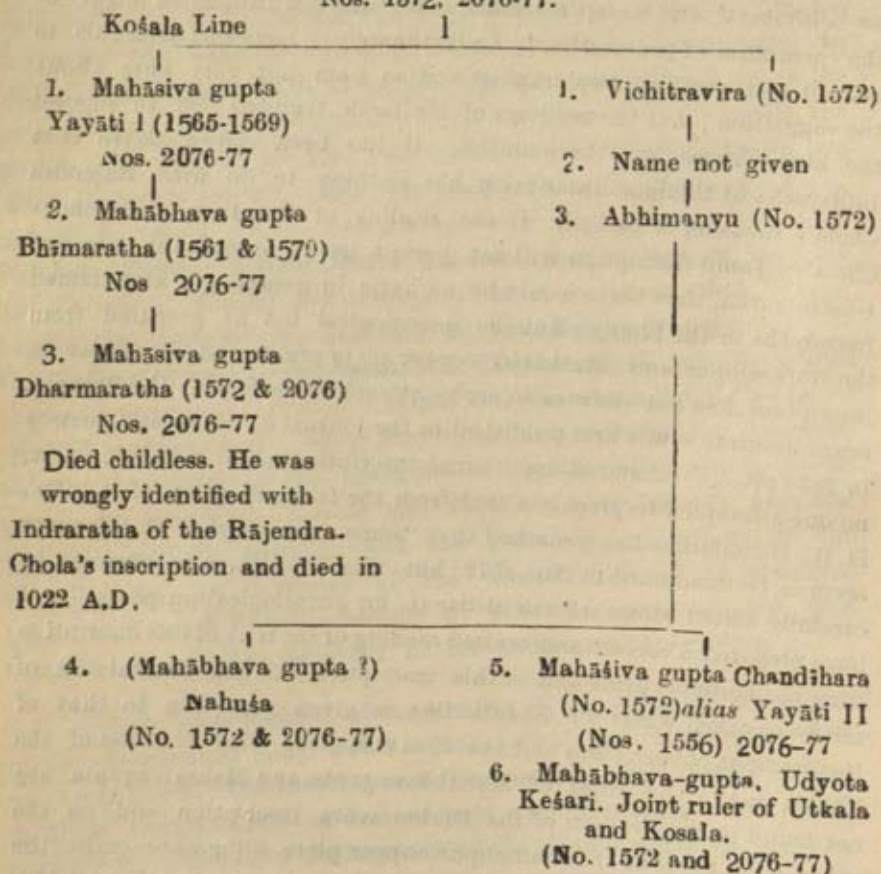 Nos. 1572, 2076-77.
Kośala Line
1. Mahāsiva gupta
Yayāti I (1565-1569)
Nos. 2076-77
2. Mahābhava gupta
Bhīmaratha (1561 & 1570)
Nos 2076-77
3. Mahāsiva gupta
Dharmaratha (1572 & 2076)
Nos. 2076-77
Died childless. He was
wrongly identified with
Indraratha of the Rājendra.
Chola's inscription and died in
1022 A.D.
1. Vichitravira (No. 1572)
2. Name not given
3. Abhimanyu (No. 1572)
4. (Mahābhava gupta ?)
Nahuśa
(No. 1572 & 2076-77)
5. Mahāśiva gupta Chandihara
(No. 1572) alias Yayāti II
(Nos. 1556) 2076-77
6. Mahābhava-gupta, Udyota
Keśari. Joint ruler of Utkala
and Kosala.
(No. 1572 and 2076-77)